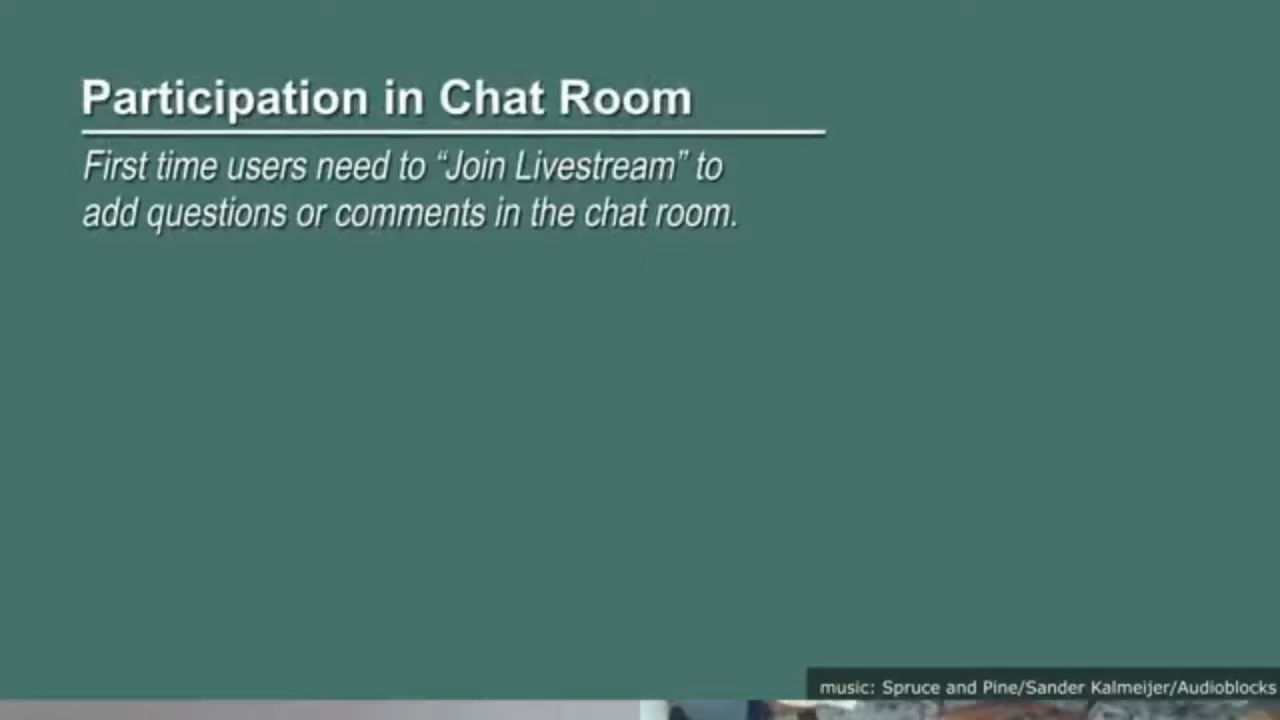 Participation in Chat Room
First time users need to “Join Livestream” to
add questions or comments in the chat room.
music: Spruce and Pine/Sander Kalmeijer/Audioblocks